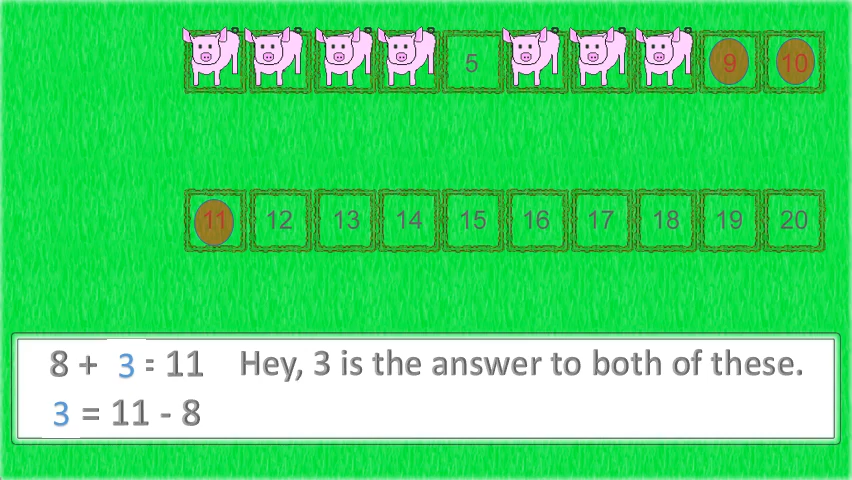 5 9 10
11 12 13 14 15 16 17 18 19 20
8 + 3 = 11 Hey, 3 is the answer to both of these.
3 = 11 - 8